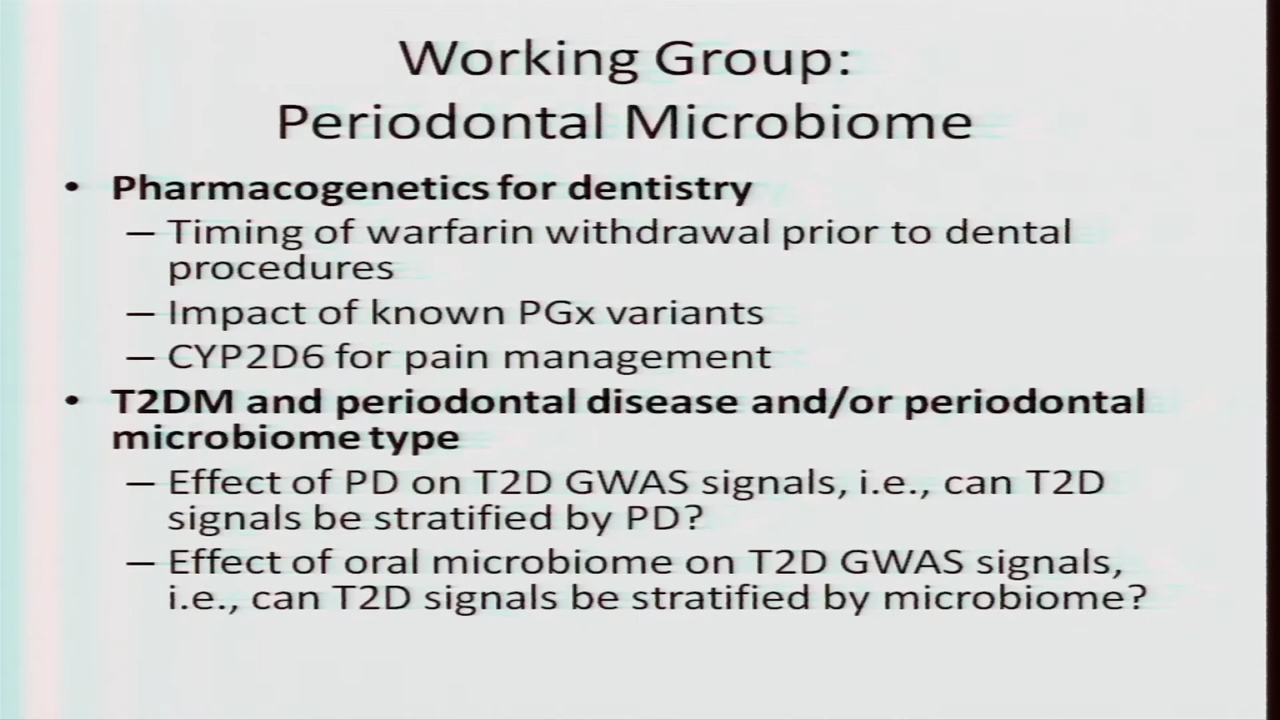 Working Group:
Periodontal Microbiome
• Pharmacogenetics for dentistry
– Timing of warfarin withdrawal prior to dental
procedures
– Impact of known PGx variants
– CYP2D6 for pain management
• T2DM and periodontal disease and/or periodontal
microbiome type
– Effect of PD on T2D GWAS signals, i.e., can T2D
signals be stratified by PD?
– Effect of oral microbiome on T2D GWAS signals,
i.e., can T2D signals be stratified by microbiome?